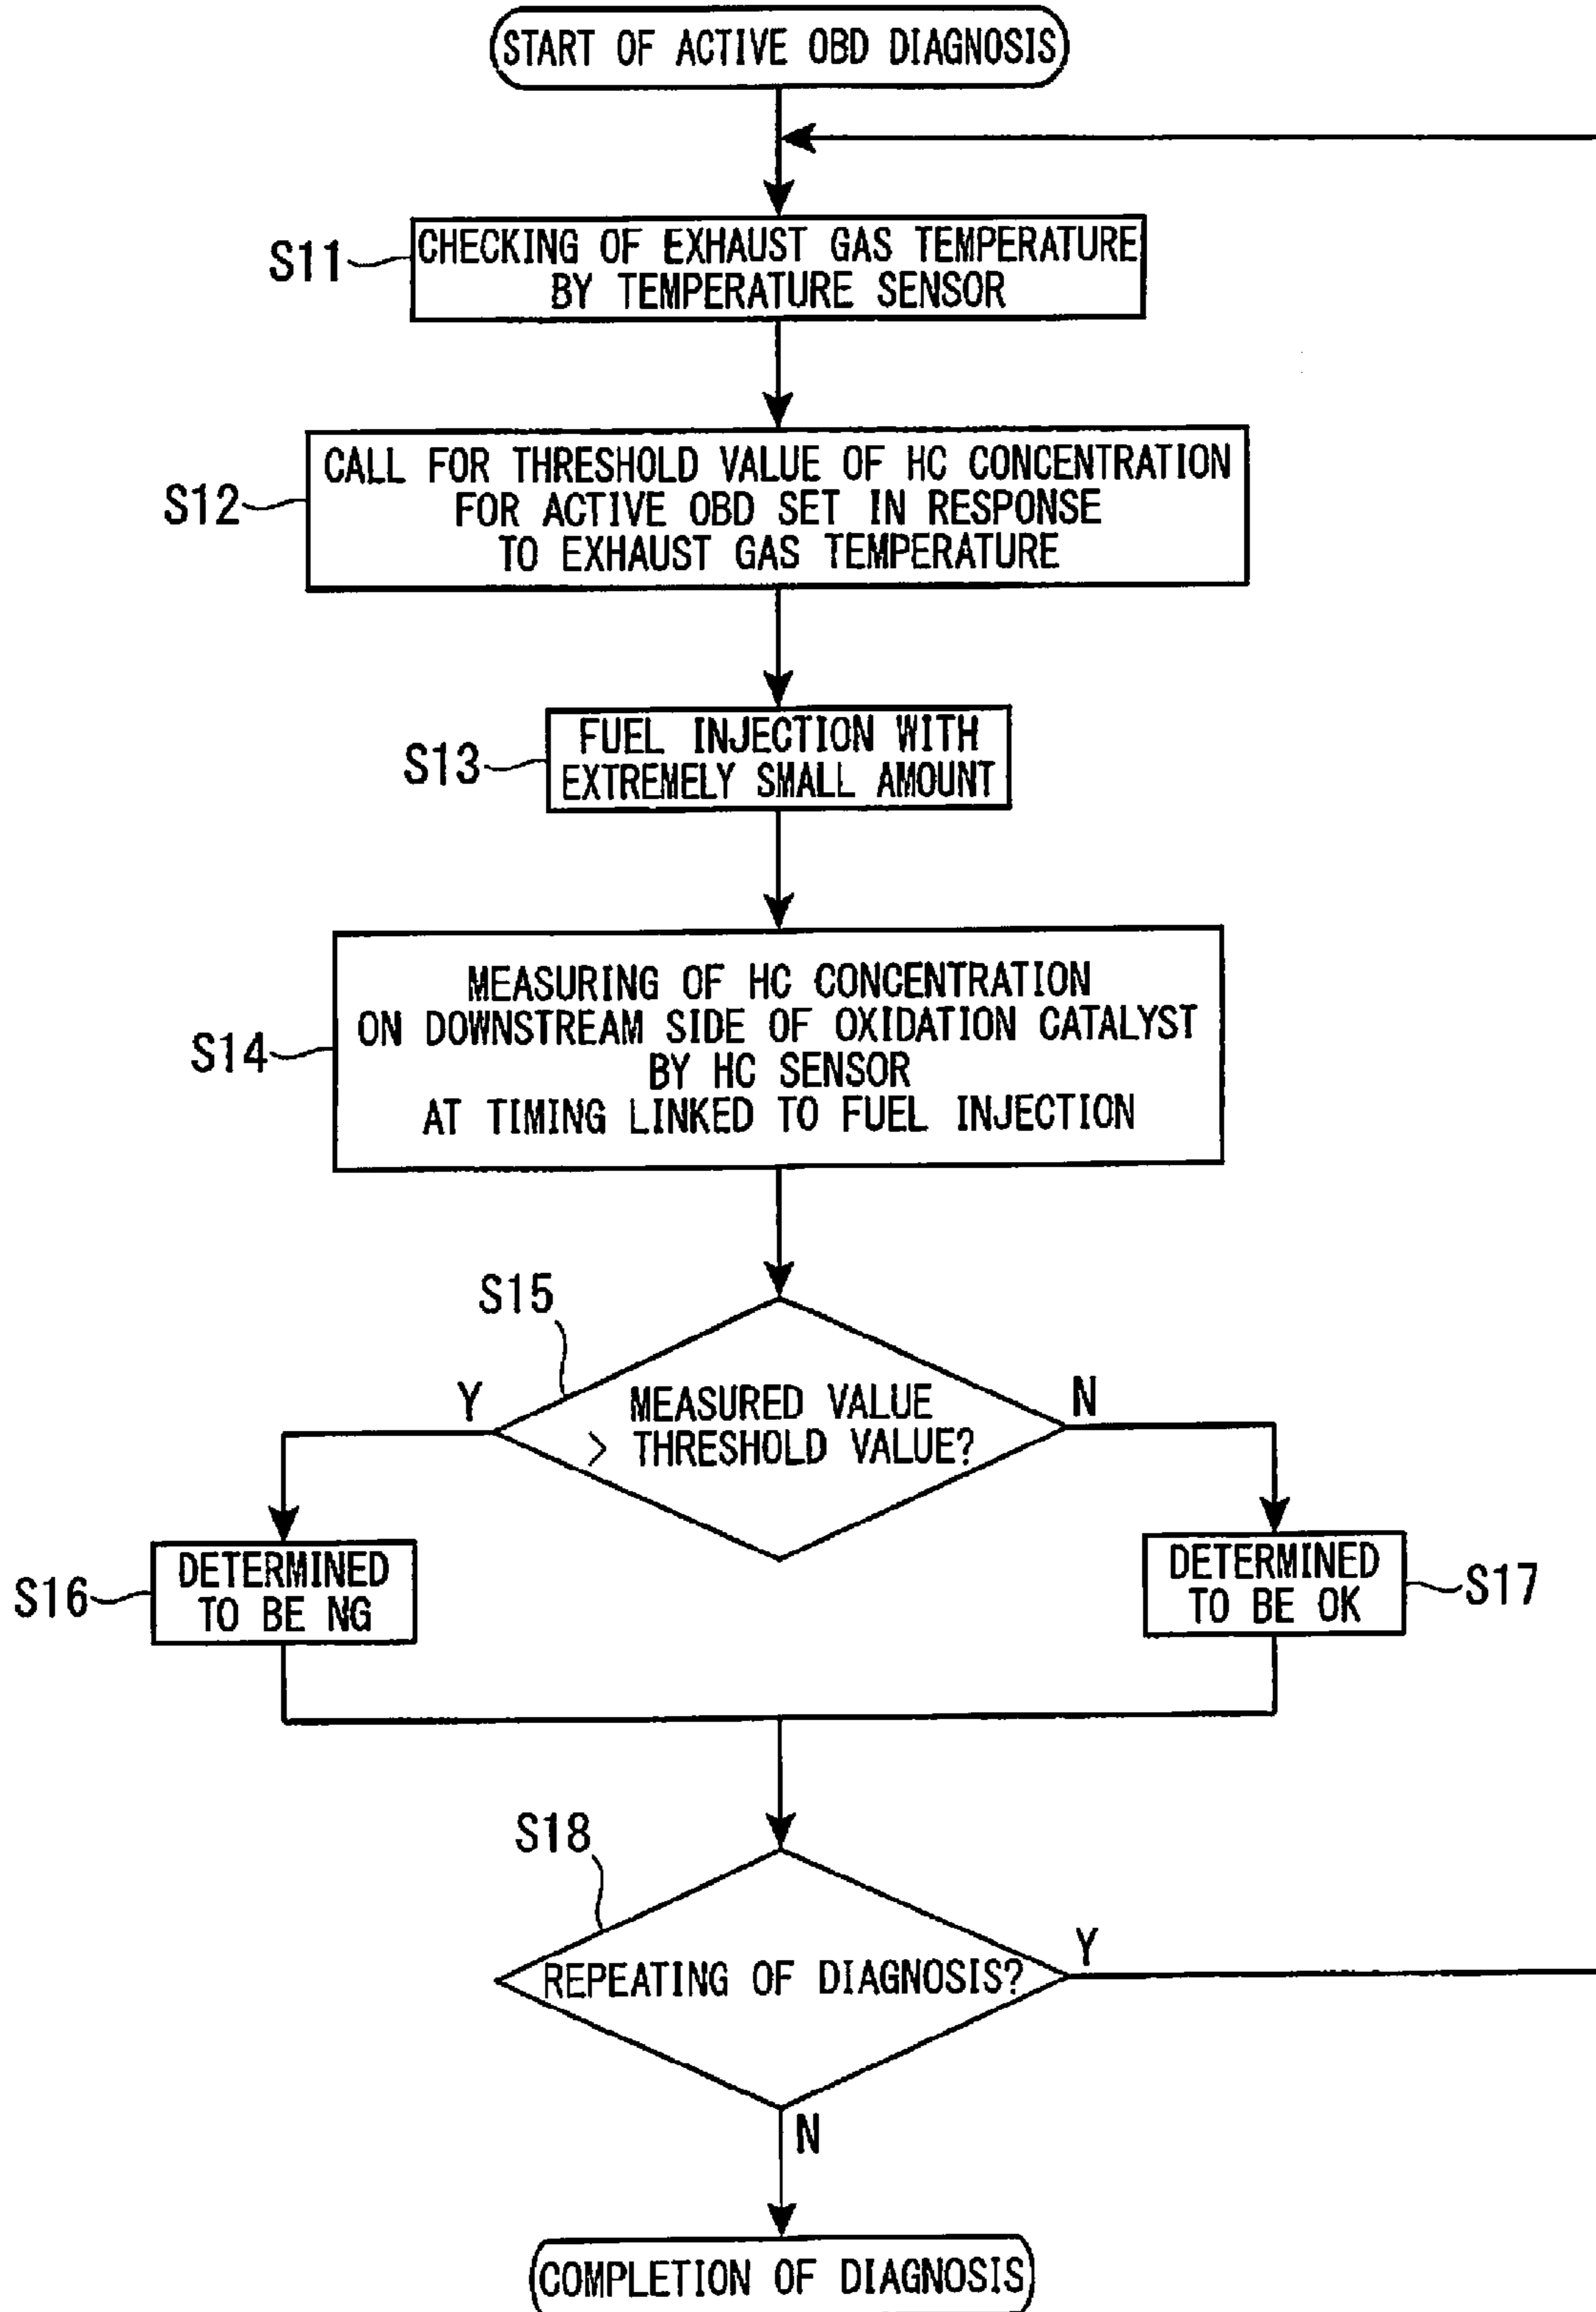 START OF ACTIVE OBD DIAGNOSIS
S11
CHECKING OF EXHAUST GAS TEMPERATURE
BY TEMPERATURE SENSOR
S12
CALL FOR THRESHOLD VALUE OF HC CONCENTRATION
FOR ACTIVE OBD SET IN RESPONSE
TO EXHAUST GAS TEMPERATURE
S13
FUEL INJECTION WITH
EXTREMELY SMALL AMOUNT
S14
MEASURING OF HC CONCENTRATION
ON DOWNSTREAM SIDE OF OXIDATION CATALYST
BY HC SENSOR
AT TIMING LINKED TO FUEL INJECTION
S15
Y
MEASURED VALUE
> THRESHOLD VALUE?
N
S16
DETERMINED
TO BE NG
DETERMINED
TO BE OK
S17
S18
REPEATING OF DIAGNOSIS?
Y
N
COMPLETION OF DIAGNOSIS